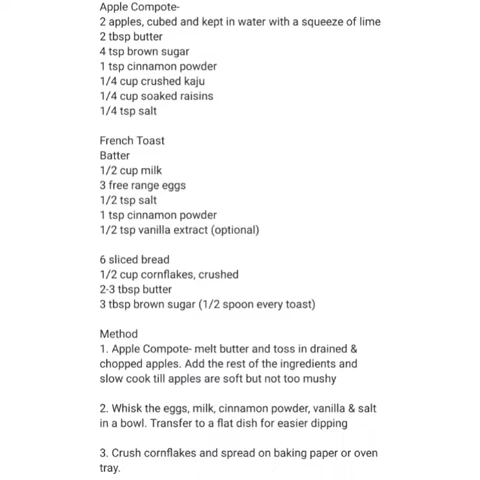 Apple Compote-
2 apples, cubed and kept in water with a squeeze of lime
2 tbsp butter
4 tsp brown sugar
1 tsp cinnamon powder
1/4 cup crushed kaju
1/4 cup soaked raisins
1/4 tsp salt
French Toast
Batter
1/2 cup milk
3 free range eggs
1/2 tsp salt
1 tsp cinnamon powder
1/2 tsp vanilla extract (optional)
6 sliced bread
1/2 cup cornflakes, crushed
2-3 tbsp butter
3 tbsp brown sugar (1/2 spoon every toast)
Method
1. Apple Compote- melt butter and toss in drained &
chopped apples. Add the rest of the ingredients and
slow cook till apples are soft but not too mushy
2. Whisk the eggs, milk, cinnamon powder, vanilla & salt
in a bowl. Transfer to a flat dish for easier dipping
3. Crush cornflakes and spread on baking paper or oven
tray.